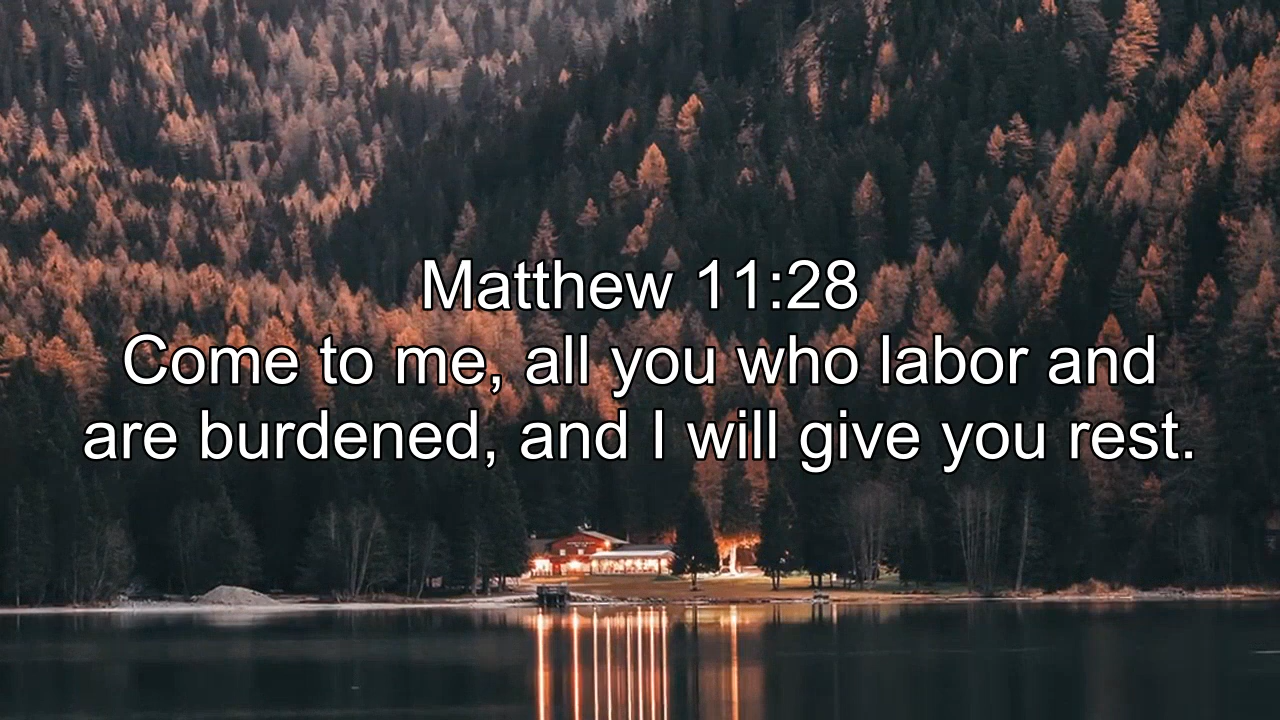 Matthew 11:28
Come to me, all you who labor and
are burdened, and I will give you rest.